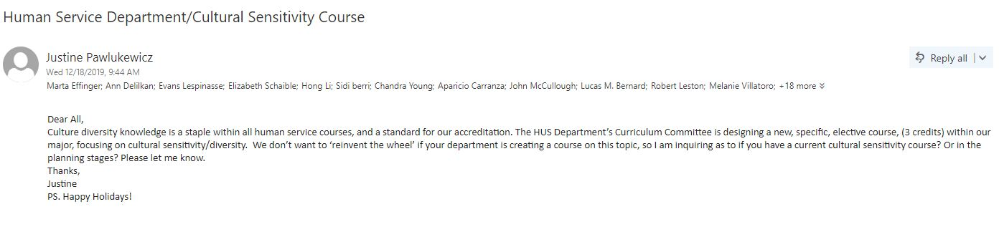 Human Service Department/Cultural Sensitivity Course
Justine Pawlukewicz
Wed 12/18/2019, 9:44 AM
Reply all
Marta Effinger; Ann Delilkan; Evans Lespinasse; Elizabeth Schaible; Hong Li; Sidi berri; Chandra Young; Aparicio Carranza; John McCullough; Lucas M. Bernard; Robert Leston; Melanie Villatoro; +18 more
Dear All,
Culture diversity knowledge is a staple within all human service courses, and a standard for our accreditation. The HUS Department’s Curriculum Committee is designing a new, specific, elective course, (3 credits) within our
major, focusing on cultural sensitivity/diversity.  We don’t want to ‘reinvent the wheel’ if your department is creating a course on this topic, so I am inquiring as to if you have a current cultural sensitivity course? Or in the
planning stages? Please let me know.
Thanks,
Justine
PS. Happy Holidays!